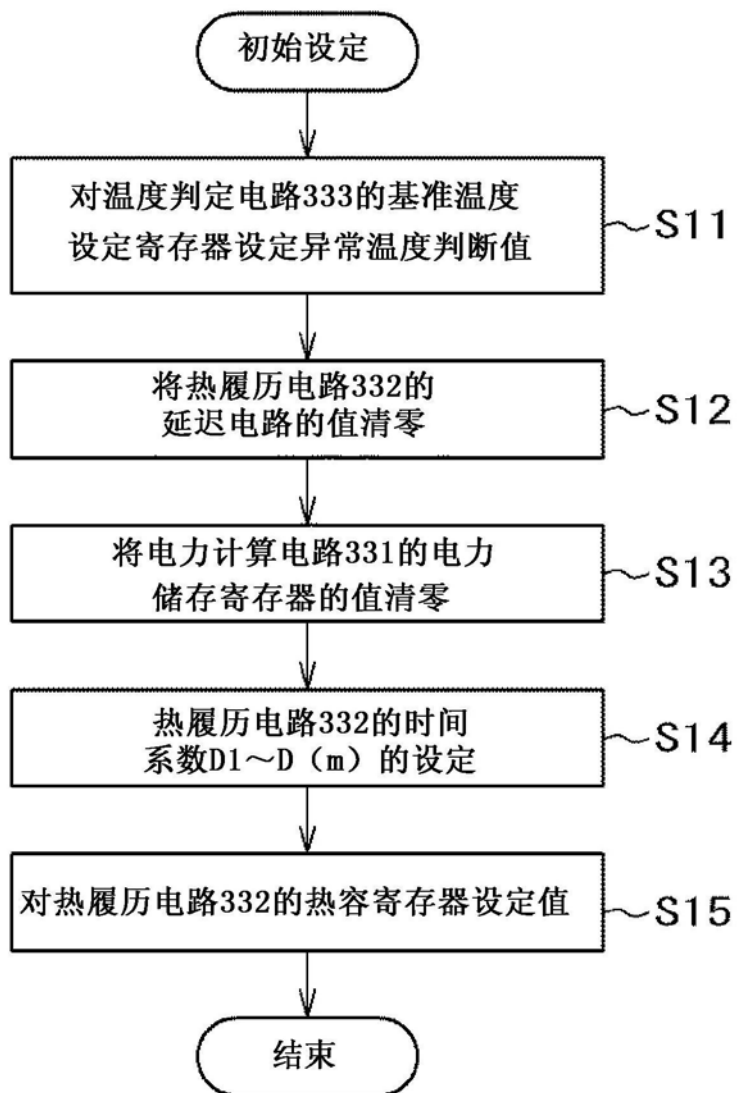 初始设定
对温度判定电路333的基准温度
设定寄存器设定异常温度判断值
S11
将热履历电路332的
延迟电路的值清零
S12
将电力计算电路331的电力
储存寄存器的值清零
S13
热履历电路332的时间
系数D1～D（m）的设定
S14
对热履历电路332的热容寄存器设定值
S15
结束